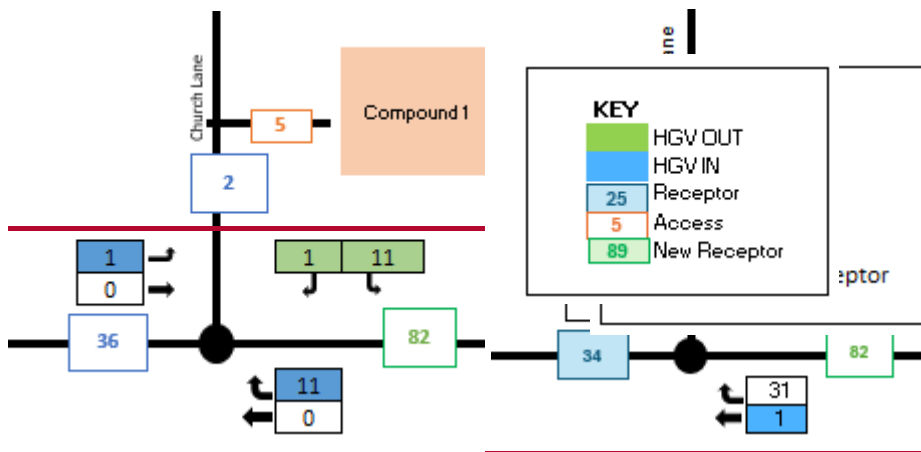 Church Lane
5
Compound 1
2
1
0
1 11
36
82
11
0
ne
KEY
HGV OUT
HGV IN
25 Receptor
5 Access
89 New Receptor
eptor
34
82
31
1